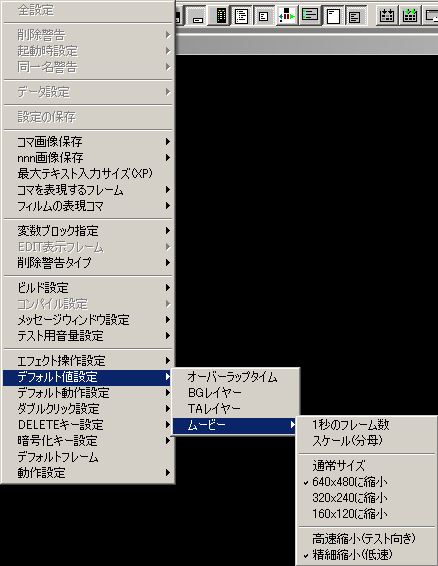 全設定
削除警告
起動時設定
同一名警告
データ設定
設定の保存
コマ画像保存
nnn画像保存
最大テキスト入力サイズ(XP)
コマを表現するフレーム
フィルムの表現コマ
変数ブロック指定
EDIT表示フレーム
削除警告タイプ
ビルド設定
コンパイル設定
メッセージウィンドウ設定
テスト用音量設定
エフェクト操作設定
デフォルト値設定
デフォルト動作設定
ダブルクリック設定
DELETEキー設定
暗号化キー設定
デフォルトフレーム
動作設定
オーバーラップタイム
BGレイヤー
TAレイヤー
ムービー
1秒のフレーム数
スケール(分母)
通常サイズ
640x480に縮小
320x240に縮小
160x120に縮小
高速縮小(テスト向き)
精細縮小(低速)